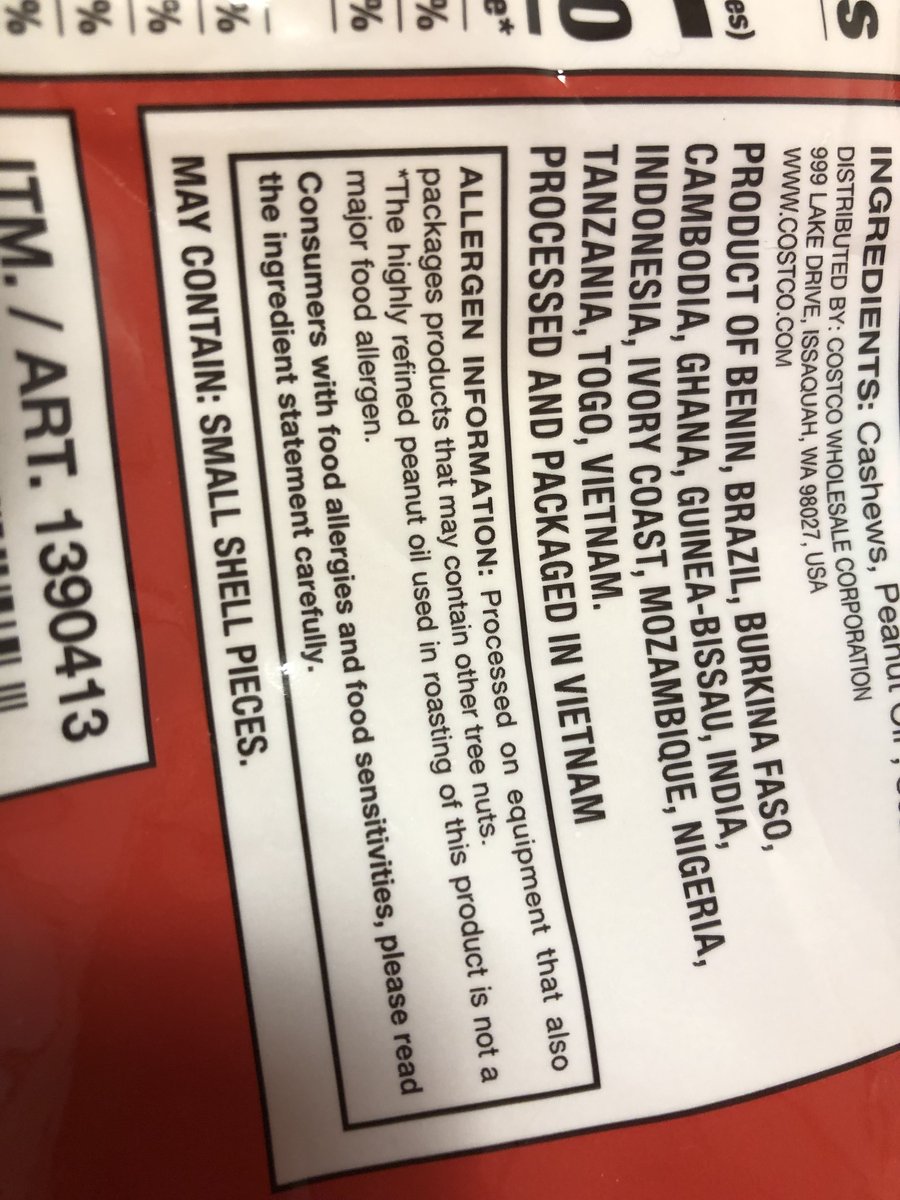 s
es)
0
e*
%
%
%
%
%
%
INGREDIENTS: Cashews, Peanut
DISTRIBUTED BY: COSTCO WHOLESALE CORPORATION
999 LAKE DRIVE, ISSAQUAH, WA 98027, USA
WWW.COSTCO.COM
PRODUCT OF BENIN, BRAZIL, BURKINA FASO,
CAMBODIA, GHANA, GUINEA-BISSAU, INDIA,
INDONESIA, IVORY COAST, MOZAMBIQUE, NIGERIA,
TANZANIA, TOGO, VIETNAM.
PROCESSED AND PACKAGED IN VIETNAM
ALLERGEN INFORMATION: Processed on equipment that also
packages products that may contain other tree nuts.
*The highly refined peanut oil used in roasting of this product is not a
major food allergen.
Consumers with food allergies and food sensitivities, please read
the ingredient statement carefully.
MAY CONTAIN: SMALL SHELL PIECES.
ITM. / ART. 1390413